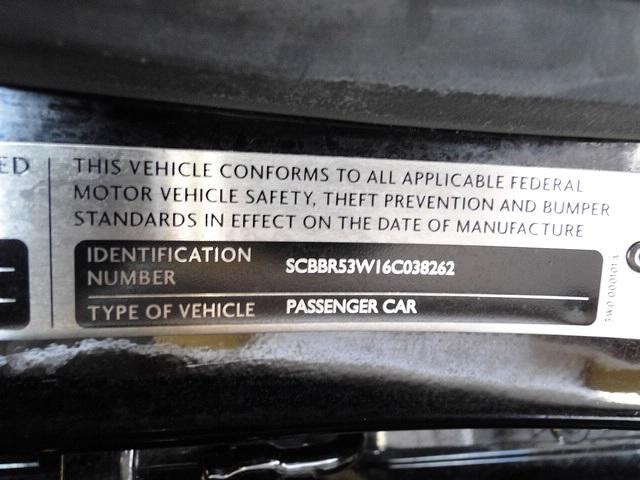 ED
THIS VEHICLE CONFORMS TO ALL APPLICABLE FEDERAL
MOTOR VEHICLE SAFETY, THEFT PREVENTION AND BUMPER
STANDARDS IN EFFECT ON THE DATE OF MANUFACTURE
IDENTIFICATION
NUMBER
SCBBR53W16C038262
TYPE OF VEHICLE PASSENGER CAR